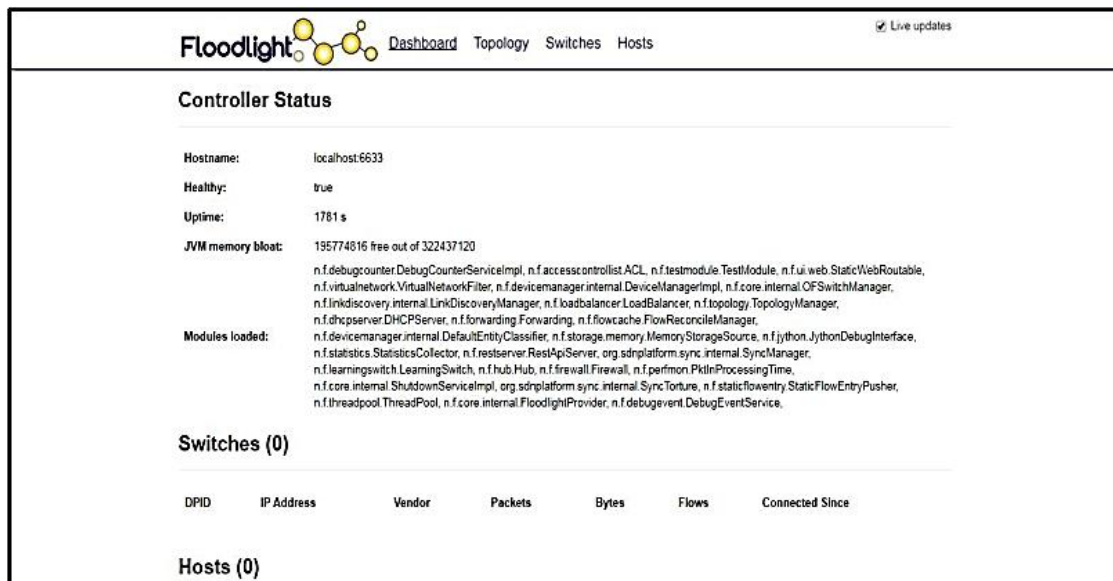 Floodlight Dashboard Topology Switches Hosts Live updates
Controller Status
Hostname: localhost:6633
Healthy: true
Uptime: 1781 s
JVM memory bloat: 195774816 free out of 322437120
Modules loaded: n.f.debugcounter.DebugCounterServiceImpl, n.f.accesscontrollist.ACL, n.f.testmodule.TestModule, n.f.ui.web.StaticWebRoutable,
n.f.virtualnetwork.VirtualNetworkFilter, n.f.devicemanager.internal.DeviceManagerImpl, n.f.core.internal.OFSwitchManager,
n.f.linkdiscovery.internal.LinkDiscoveryManager, n.f.loadbalancer.LoadBalancer, n.f.topology.TopologyManager,
n.f.dhcpserver.DHCPServer, n.f.forwarding.Forwarding, n.f.flowcache.FlowReconcileManager,
n.f.devicemanager.internal.DefaultEntityClassifier, n.f.storage.memory.MemoryStorageSource, n.f.jython.JythonDebugInterface,
n.f.statistics.StatisticsCollector, n.f.restserver.RestApiServer, org.sdnplatform.sync.internal.SyncManager,
n.f.learningswitch.LearningSwitch, n.f.hub.Hub, n.f.firewall.Firewall, n.f.perfmon.PktInProcessingTime,
n.f.core.internal.ShutdownServiceImpl, org.sdnplatform.sync.internal.SyncTorture, n.f.staticflowentry.StaticFlowEntryPusher,
n.f.threadpool.ThreadPool, n.f.core.internal.FloodlightProvider, n.f.debugevent.DebugEventService,
Switches (0)
DPID IP Address Vendor Packets Bytes Flows Connected Since
Hosts (0)